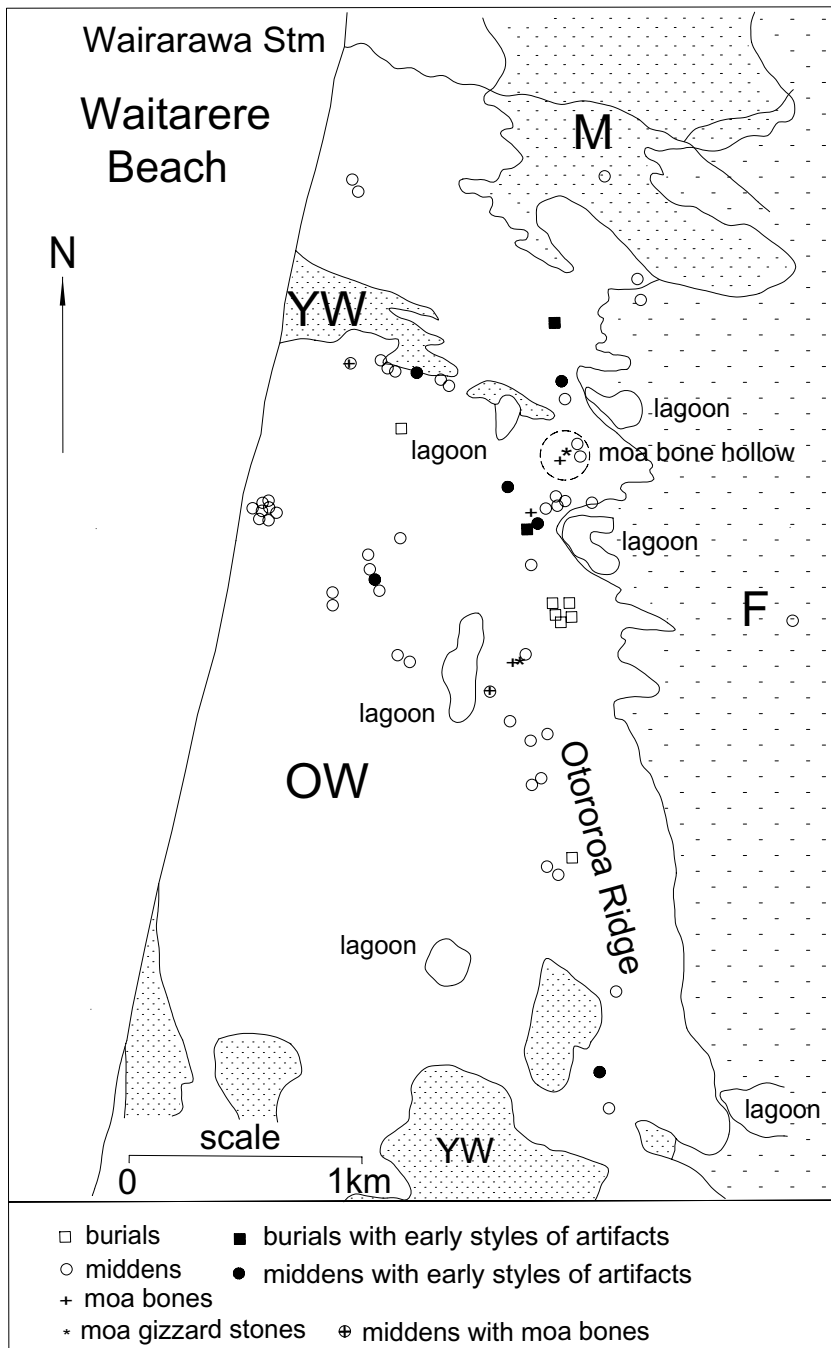 Wairarawa Stm
Waitarere
Beach
M
N
YW
lagoon
lagoon
moa bone hollow
lagoon
F
lagoon
OW
Otororoa Ridge
lagoon
lagoon
scale
YW
0 1km
burials
burials with early styles of artifacts
middens
middens with early styles of artifacts
moa bones
moa gizzard stones
middens with moa bones